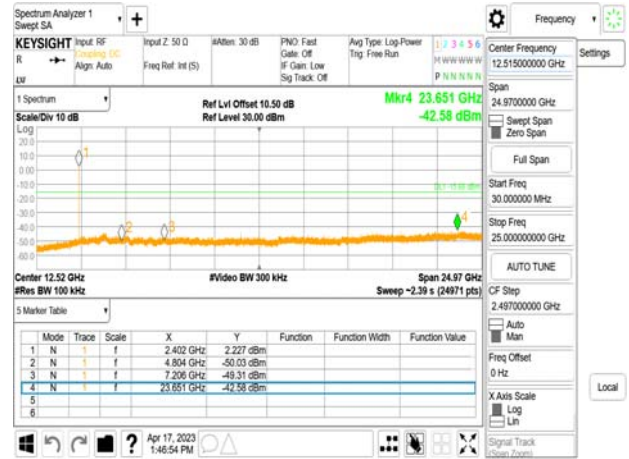 Spectrum Analyzer 1
Swept SA
Frequency
KEYSIGHT
Input: RF
Coupling: DC
Align: Auto
Input Z: 50 Ω
Freq Ref: Int (S)
#Atten: 30 dB
PNO: Fast
Gate: Off
IF Gain: Low
Sig Track: Off
Avg Type: Log-Power
Trig: Free Run
1 2 3 4 5 6
M W W W W W
P N N N N N
R
LXI
1 Spectrum
Scale/Div 10 dB
Ref Lvl Offset 10.50 dB
Ref Level 30.00 dBm
Mkr4 23.651 GHz
-42.58 dBm
Log
20.0
10.0
0.00
-10.0
-20.0
-30.0
-40.0
-50.0
-60.0
1
2
3
4
Center 12.52 GHz
#Res BW 100 kHz
#Video BW 300 kHz
Span 24.97 GHz
Sweep ~2.39 s (24971 pts)
5 Marker Table
Mode Trace Scale X Y Function Function Width Function Value
1 N 1 f 2.402 GHz 2.227 dBm
2 N 1 f 4.804 GHz -50.03 dBm
3 N 1 f 7.206 GHz -49.31 dBm
4 N 1 f 23.651 GHz -42.58 dBm
5
6
Apr 17, 2023
1:46:54 PM
Center Frequency
12.515000000 GHz
Settings
Span
24.9700000 GHz
Swept Span
Zero Span
Full Span
Start Freq
30.000000 MHz
Stop Freq
25.000000000 GHz
AUTO TUNE
CF Step
2.497000000 GHz
Auto
Man
Freq Offset
0 Hz
X Axis Scale
Log
Lin
Signal Track
(Span Zoom)
Local